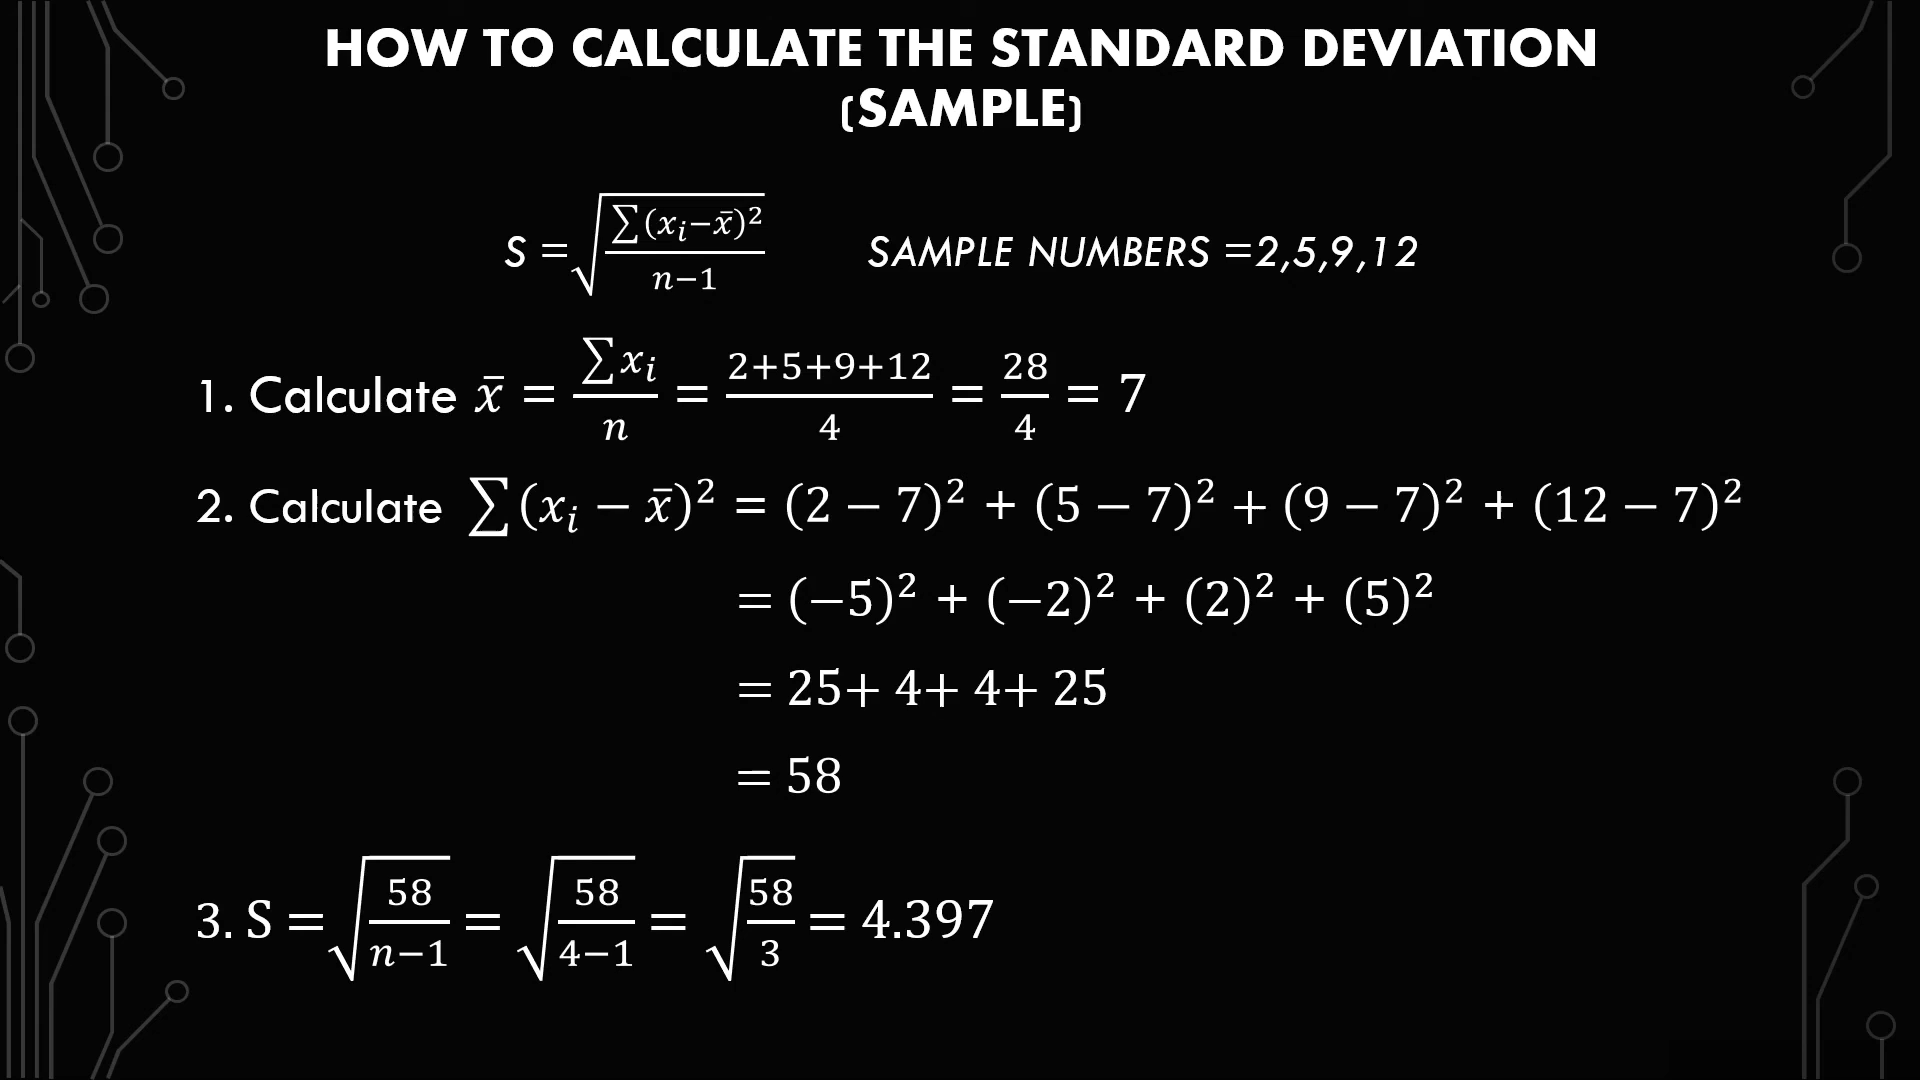 HOW TO CALCULATE THE STANDARD DEVIATION
(SAMPLE)
S = √(∑(xᵢ−x̄)²/n−1) SAMPLE NUMBERS =2,5,9,12
1. Calculate x̄ = ∑xᵢ/n = 2+5+9+12/4 = 28/4 = 7
2. Calculate ∑(xᵢ − x̄)² = (2 − 7)² + (5 − 7)² + (9 − 7)² + (12 − 7)²
= (−5)² + (−2)² + (2)² + (5)²
= 25+ 4+ 4+ 25
= 58
3. S = √(58/n−1) = √(58/4−1) = √(58/3) = 4.397